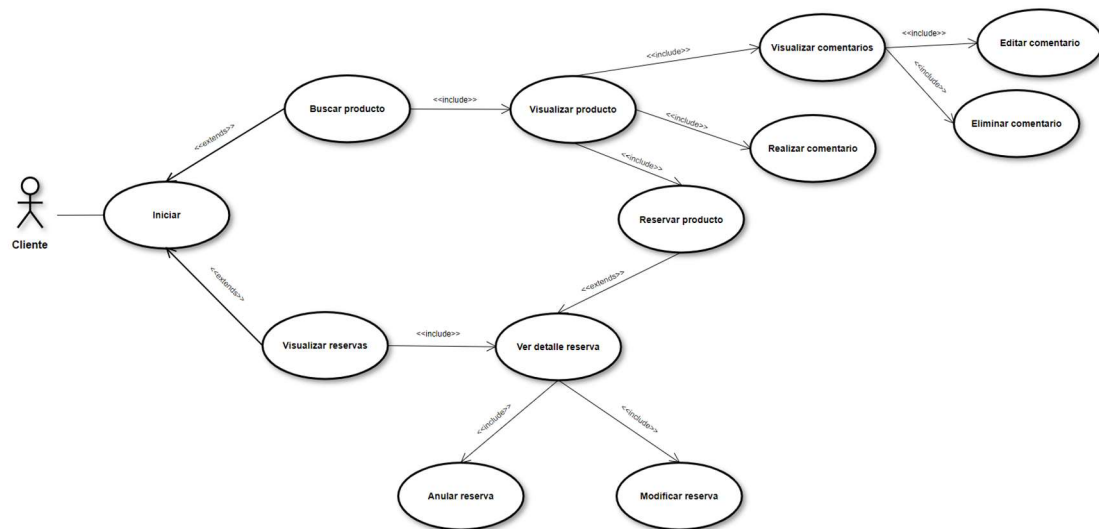 Visualizar comentarios
<<include>>
Editar comentario
<<include>>
<<include>>
Buscar producto
<<include>>
Visualizar producto
<<include>>
Eliminar comentario
<<extends>>
Realizar comentario
<<include>>
Cliente
Iniciar
Reservar producto
<<extends>>
<<extends>>
Visualizar reservas
<<include>>
Ver detalle reserva
<<include>>
<<include>>
Anular reserva
Modificar reserva